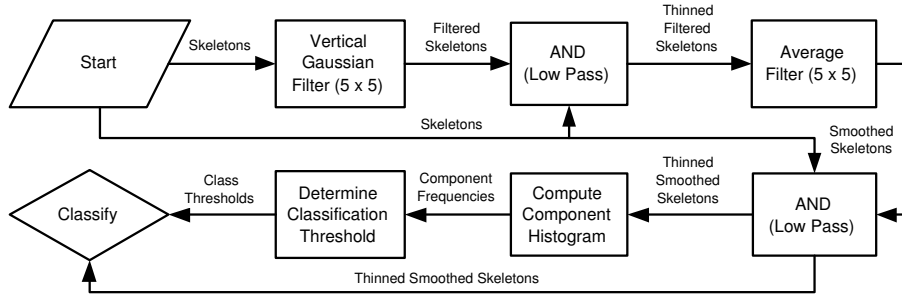 Start
Skeletons
Vertical
Gaussian
Filter (5 x 5)
Filtered
Skeletons
AND
(Low Pass)
Thinned
Filtered
Skeletons
Average
Filter (5 x 5)
Skeletons
Smoothed
Skeletons
Classify
Class
Thresholds
Determine
Classification
Threshold
Component
Frequencies
Compute
Component
Histogram
Thinned
Smoothed
Skeletons
AND
(Low Pass)
Thinned Smoothed Skeletons